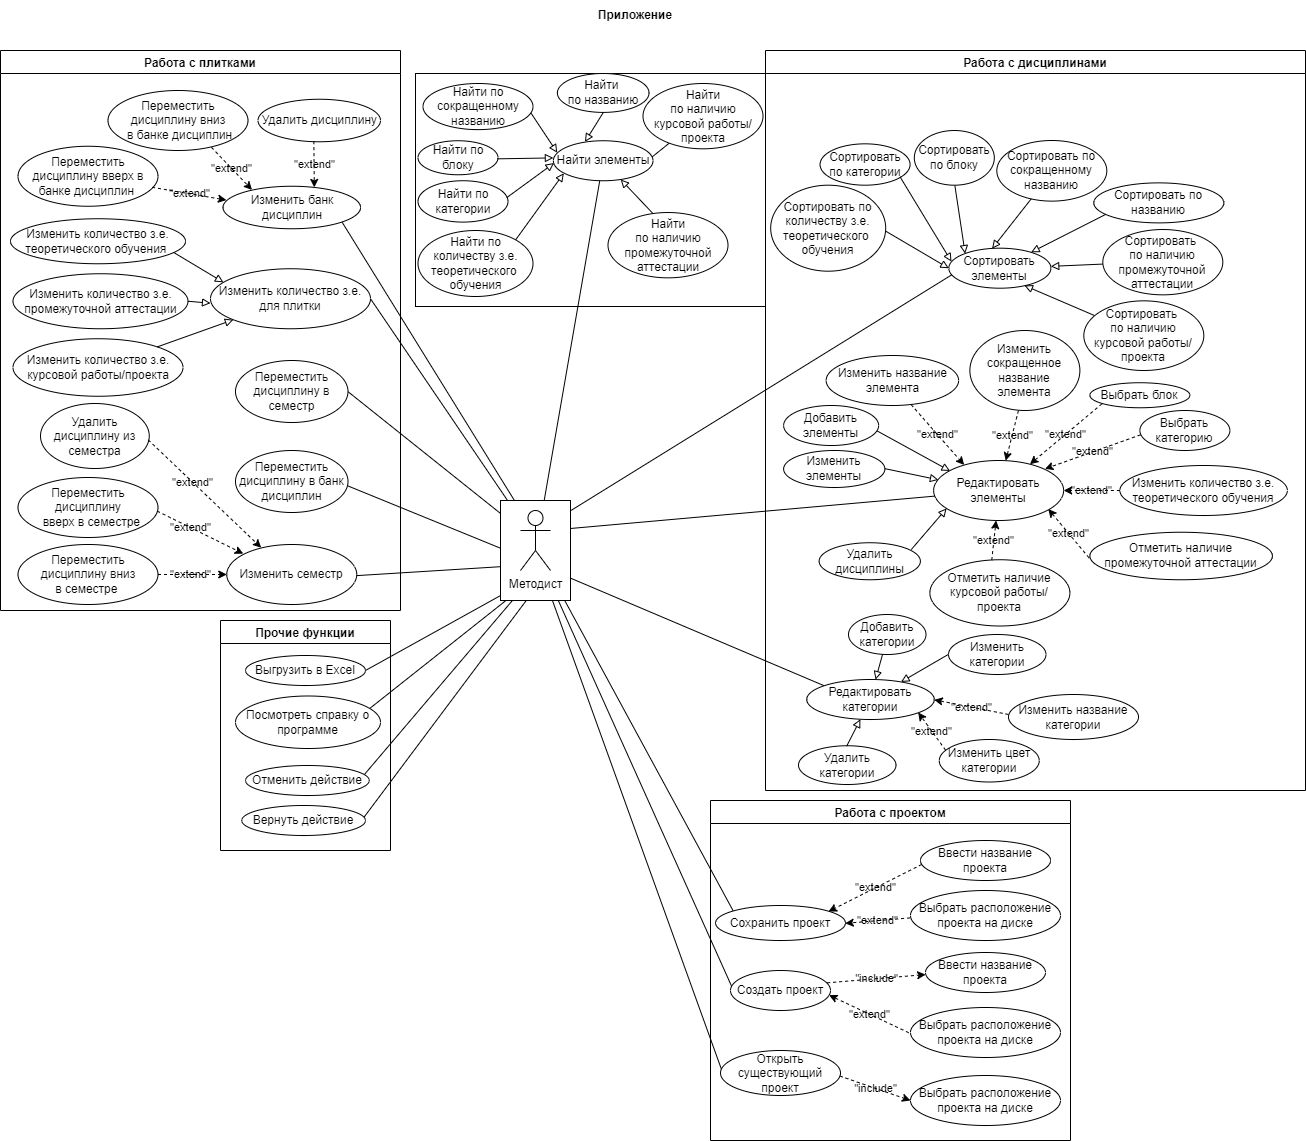 Приложение
Работа с плитками
Переместить
дисциплину вниз
в банке дисциплин
Удалить дисциплину
"extend"
"extend"
Переместить
дисциплину вверх в
банке дисциплин
"extend"
Изменить банк
дисциплин
Изменить количество з.е.
теоретического обучения
Изменить количество з.е.
промежуточной аттестации
Изменить количество з.е.
для плитки
Изменить количество з.е.
курсовой работы/проекта
Переместить
дисциплину в
семестр
Удалить
дисциплину из
семестра
"extend"
Переместить
дисциплину в банк
дисциплин
Переместить
дисциплину
вверх в семестре
"extend"
Переместить
дисциплину вниз
в семестре
"extend"
Изменить семестр
Найти по
сокращенному
названию
Найти
по названию
Найти
по наличию
курсовой работы/
проекта
Найти по
блоку
Найти элементы
Найти по
категории
Найти по
количеству з.е.
теоретического
обучения
Найти
по наличию
промежуточной
аттестации
Работа с дисциплинами
Сортировать
по категории
Сортировать
по блоку
Сортировать по
сокращенному
названию
Сортировать по
названию
Сортировать по
количеству з.е.
теоретического
обучения
Сортировать
элементы
Сортировать
по наличию
промежуточной
аттестации
Сортировать
по наличию
курсовой работы/
проекта
Изменить название
элемента
Изменить
сокращенное
название
элемента
Выбрать блок
Добавить
элементы
"extend"
"extend"
"extend"
Выбрать
категорию
"extend"
Изменить
элементы
Редактировать
элементы
"extend"
Изменить количество з.е.
теоретического обучения
"extend"
"extend"
Удалить
дисциплины
Отметить наличие
промежуточной аттестации
Отметить наличие
курсовой работы/
проекта
Добавить
категории
Изменить
категории
Редактировать
категории
"extend"
Изменить название
категории
"extend"
Удалить
категории
Изменить цвет
категории
Методист
Прочие функции
Выгрузить в Excel
Посмотреть справку о
программе
Отменить действие
Вернуть действие
Работа с проектом
Ввести название
проекта
"extend"
Сохранить проект
"extend"
Выбрать расположение
проекта на диске
Ввести название
проекта
"include"
Создать проект
"extend"
Выбрать расположение
проекта на диске
Открыть
существующий
проект
"include"
Выбрать расположение
проекта на диске